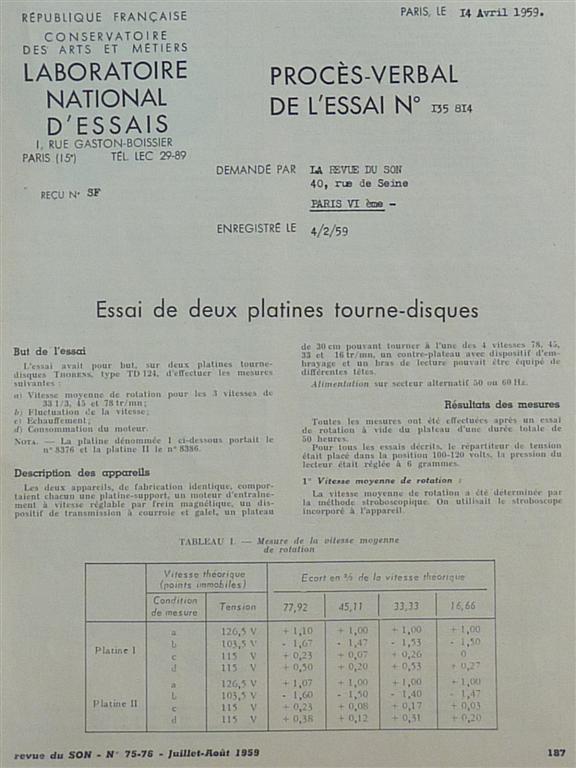 RÉPUBLIQUE FRANÇAISE
CONSERVATOIRE
DES ARTS ET MÉTIERS
LABORATOIRE
NATIONAL
D'ESSAIS
I, RUE GASTON-BOISSIER
PARIS (15ᵉ) TÉL. LEC 29-89
REÇU Nº SF
PARIS, LE 14 Avril 1959.
PROCÈS-VERBAL
DE L'ESSAI Nº 135 814
DEMANDÉ PAR LA REVUE DU SON
40, rue de Seine
PARIS VI ème -
ENREGISTRÉ LE 4/2/59
Essai de deux platines tourne-disques
But de l'essai
L'essai avait pour but, sur deux platines tourne-
disques THORENS, type TD 124, d'effectuer les mesures
suivantes :
a) Vitesse moyenne de rotation pour les 3 vitesses de
33 1/3, 45 et 78 tr/mn ;
b) Fluctuation de la vitesse ;
c) Echauffement ;
d) Consommation du moteur.
NOTA. — La platine dénommée I ci-dessous portait le
nº 8376 et la platine II le nº 8386.
Description des appareils
Les deux appareils, de fabrication identique, compor-
taient chacun une platine-support, un moteur d'entraîne-
ment à vitesse réglable par frein magnétique, un dis-
positif de transmission à courroie et galet, un plateau
de 30 cm pouvant tourner à l'une des 4 vitesses 78, 45,
33 et 16 tr/mn, un contre-plateau avec dispositif d'em-
brayage et un bras de lecture pouvait être équipé de
différentes têtes.
Alimentation sur secteur alternatif 50 ou 60 Hz.
Résultats des mesures
Toutes les mesures ont été effectuées après un essai
de rotation à vide du plateau d'une durée totale de
50 heures.
Pour tous les essais décrits, le répartiteur de tension
était placé dans la position 100-120 volts, la pression du
lecteur était réglée à 6 grammes.
1º Vitesse moyenne de rotation :
La vitesse moyenne de rotation a été déterminée par
la méthode stroboscopique. On utilisait le stroboscope
incorporé à l'appareil.
TABLEAU I. — Mesure de la vitesse moyenne
de rotation
Vitesse théorique
(points immobiles)
Ecart en % de la vitesse théorique
Condition
de mesure
Tension 77,92 45,11 33,33 16,66
Platine I
a 126,5 V + 1,10 + 1,00 + 1,00 + 1,00
b 103,5 V - 1,67 - 1,47 - 1,53 - 1,50
c 115 V + 0,23 + 0,07 + 0,26 0
d 115 V + 0,50 + 0,20 + 0,53 + 0,27
Platine II
a 126,5 V + 1,07 + 1,00 + 1,00 + 1,00
b 103,5 V - 1,60 - 1,50 - 1,40 - 1,47
c 115 V + 0,23 + 0,08 + 0,17 + 0,03
d 115 V + 0,38 + 0,12 + 0,31 + 0,20
revue du SON - Nº 75-76 - Juillet-Août 1959 187